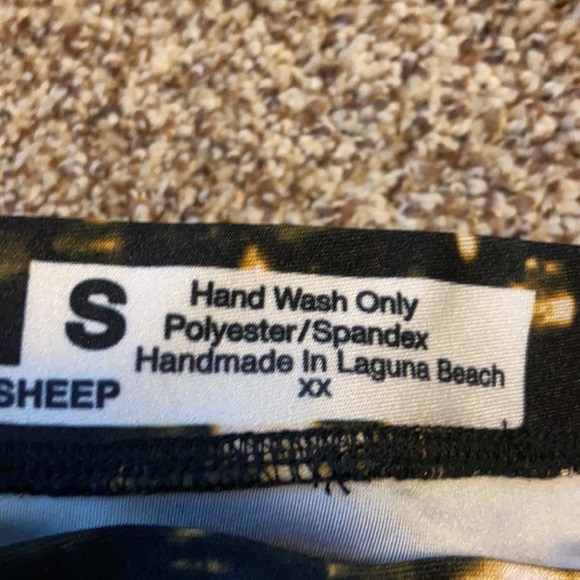 S
SHEEP
Hand Wash Only
Polyester/Spandex
Handmade In Laguna Beach
XX